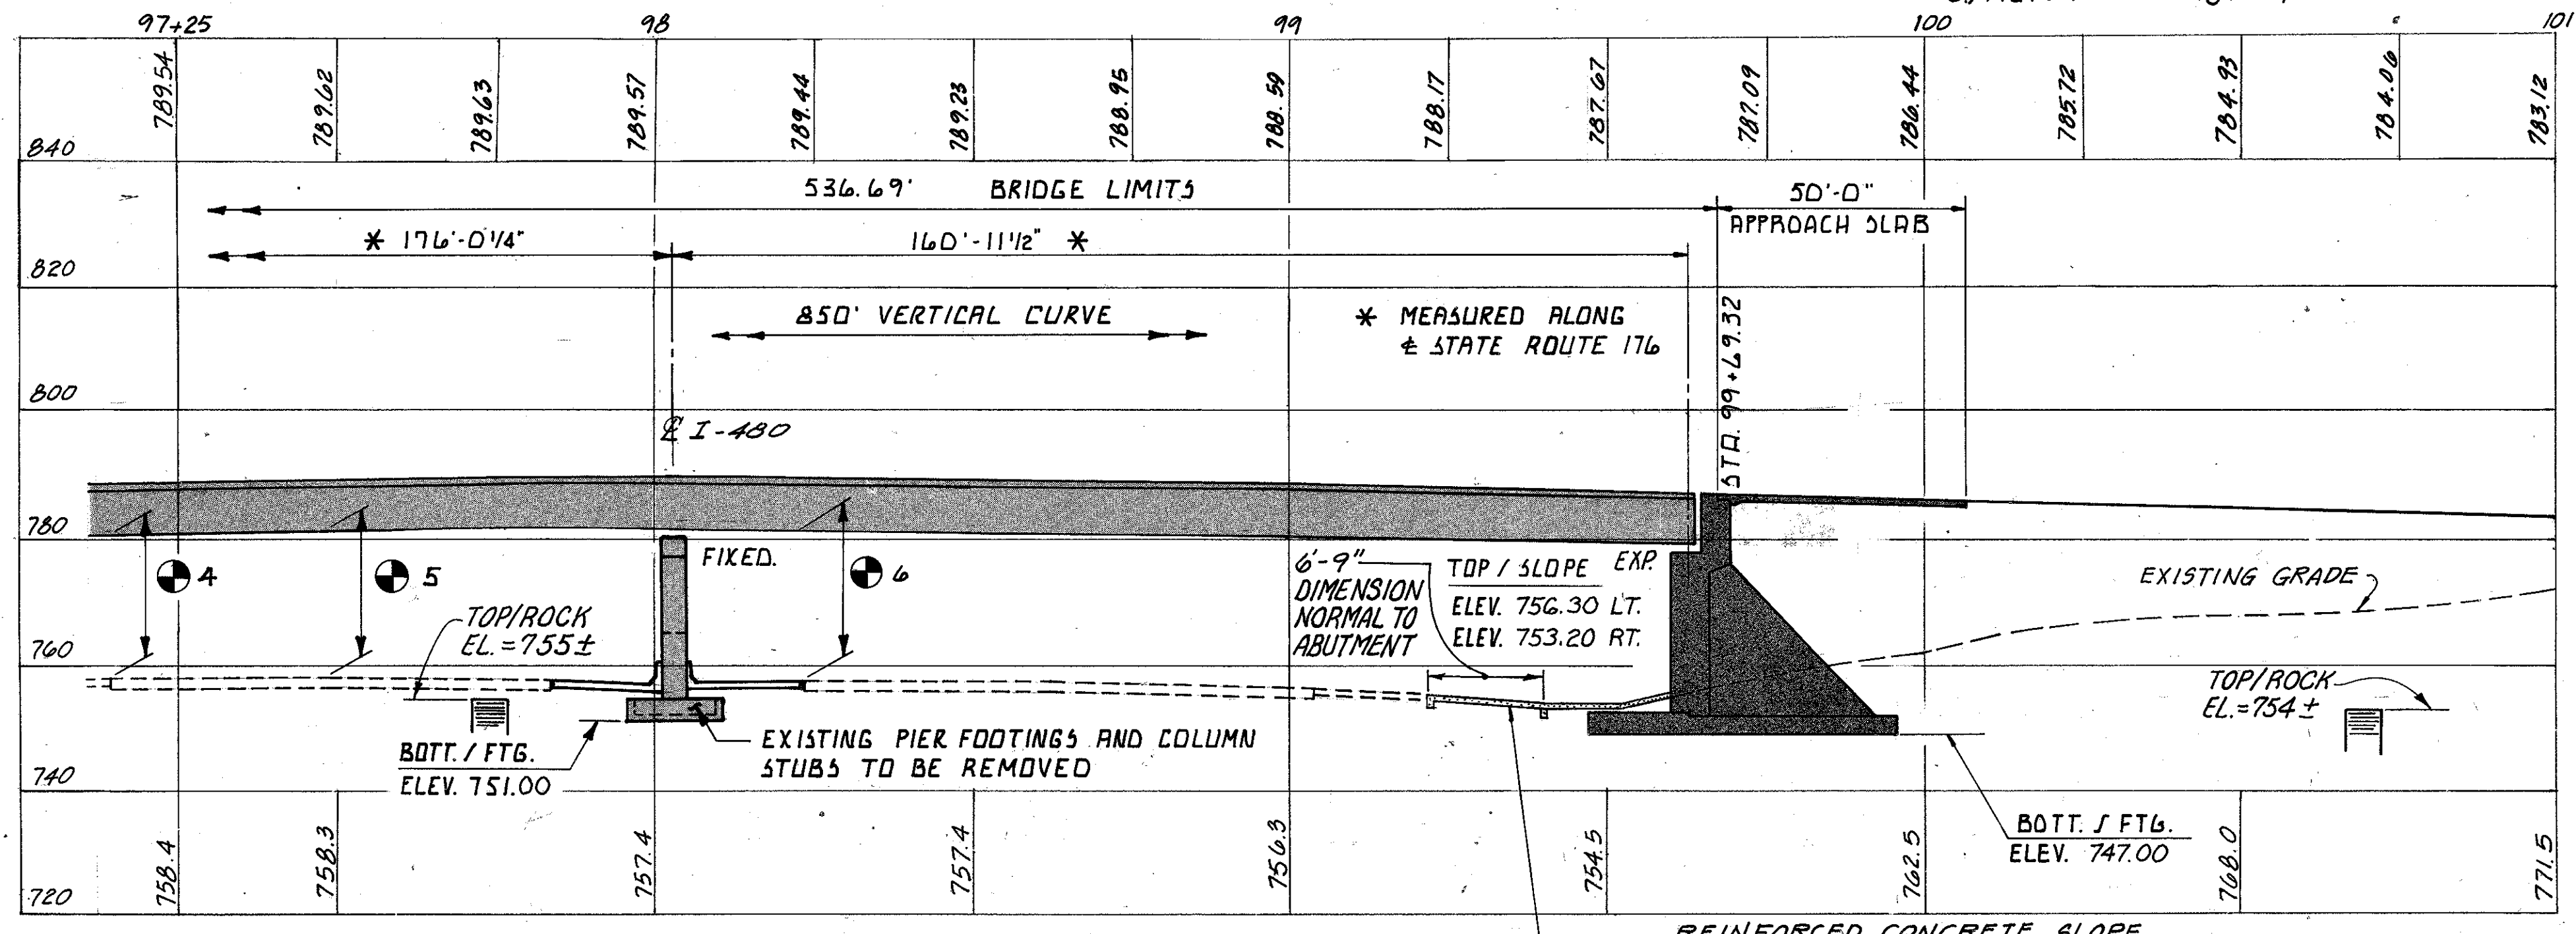 97+25 98 99 100 101
789.54 789.62 789.63 789.57 789.44 789.23 788.95 788.59 788.17 787.67 787.09 786.44 785.72 784.93 784.06 783.12
840
536.69' BRIDGE LIMITS
50'-0"
APPROACH SLAB
* 176'-0 1/4" 160'-11 1/2" *
820
850' VERTICAL CURVE
* MEASURED ALONG
℄ STATE ROUTE 176
STA. 99+69.32
800
℄ I-480
780
FIXED.
4 5 6
6'-9"
DIMENSION
NORMAL TO
ABUTMENT
TOP / SLOPE
ELEV. 756.30 LT.
ELEV. 753.20 RT.
EXP.
EXISTING GRADE
TOP/ROCK
EL.=755±
760
TOP/ROCK
EL.=754±
BOTT. / FTG.
ELEV. 751.00
EXISTING PIER FOOTINGS AND COLUMN
STUBS TO BE REMOVED
740
BOTT. / FTG.
ELEV. 747.00
758.4 758.3 757.4 757.4 756.3 754.5 762.5 768.0 771.5
720
REINFORCED CONCRETE SLOPE